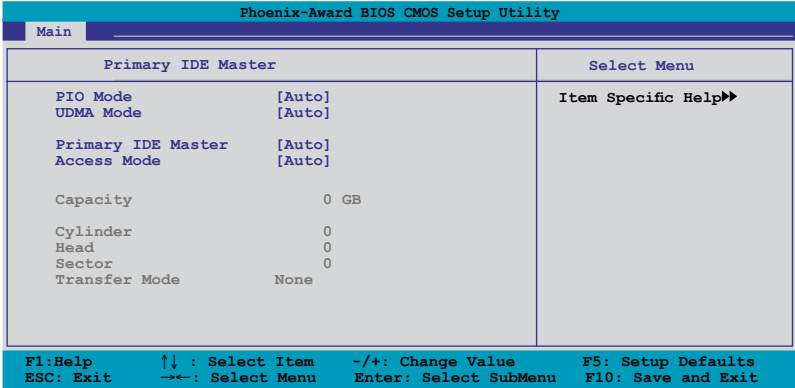 Phoenix-Award BIOS CMOS Setup Utility
Main
Primary IDE Master
Select Menu
PIO Mode [Auto]
UDMA Mode [Auto]
Primary IDE Master [Auto]
Access Mode [Auto]
Capacity 0 GB
Cylinder 0
Head 0
Sector 0
Transfer Mode None
Item Specific Help▶▶
F1:Help ↑↓ : Select Item -/+: Change Value F5: Setup Defaults
ESC: Exit →←: Select Menu Enter: Select SubMenu F10: Save and Exit